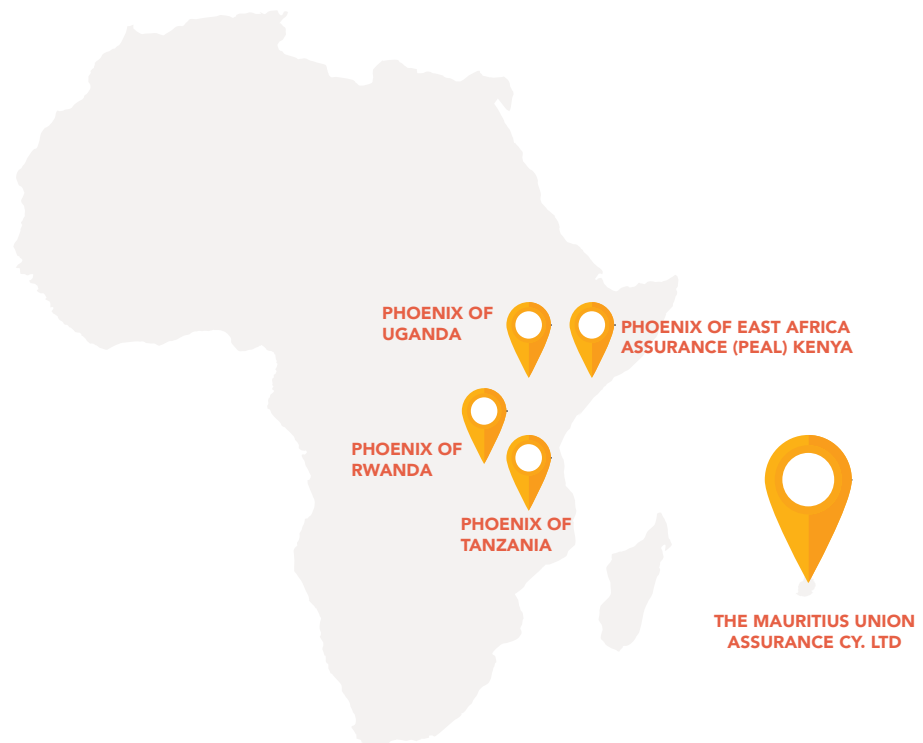 PHOENIX OF
UGANDA
PHOENIX OF EAST AFRICA
ASSURANCE (PEAL) KENYA
PHOENIX OF
RWANDA
PHOENIX OF
TANZANIA
THE MAURITIUS UNION
ASSURANCE CY. LTD